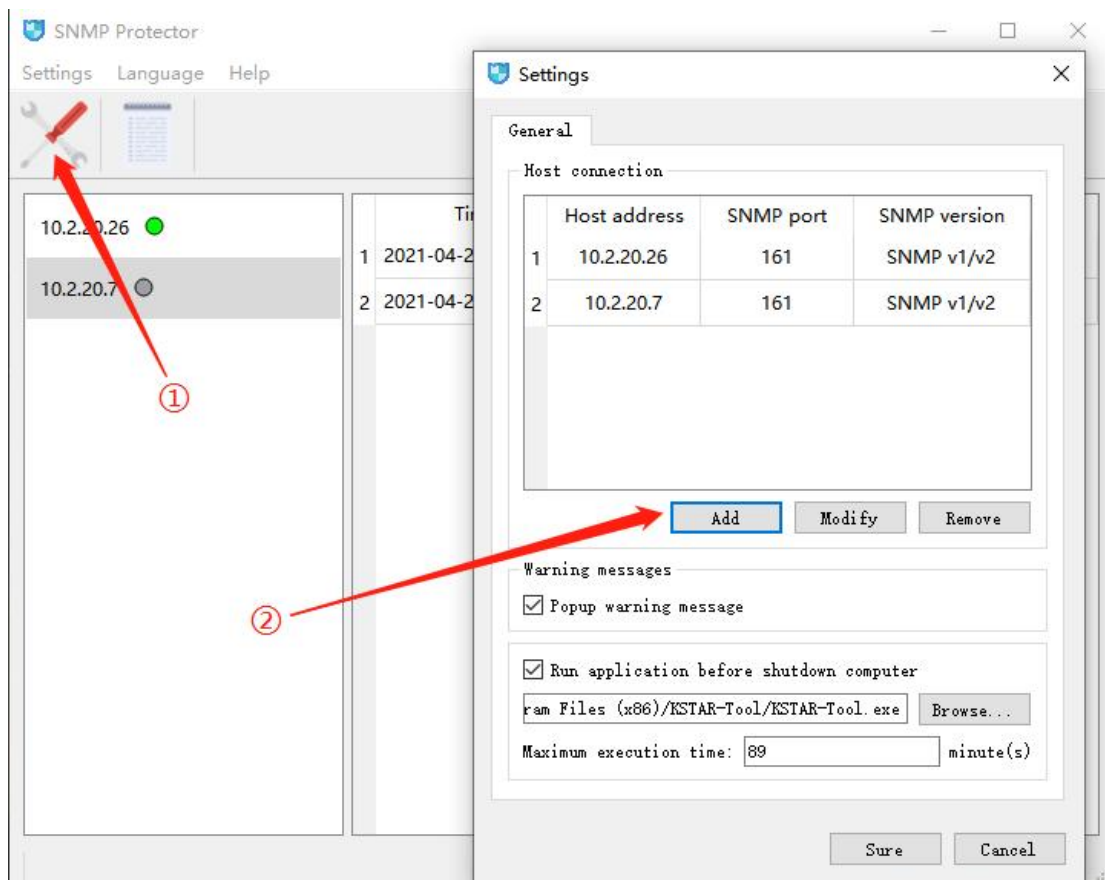 SNMP Protector
Settings Language Help
10.2.20.26
10.2.20.7
Ti
1 2021-04-2
2 2021-04-2
①
②
Settings
General
Host connection
Host address SNMP port SNMP version
1 10.2.20.26 161 SNMP v1/v2
2 10.2.20.7 161 SNMP v1/v2
Add Modify Remove
Warning messages
Popup warning message
Run application before shutdown computer
ram Files (x86)/KSTAR-Tool/KSTAR-Tool.exe Browse...
Maximum execution time: 89 minute(s)
Sure Cancel